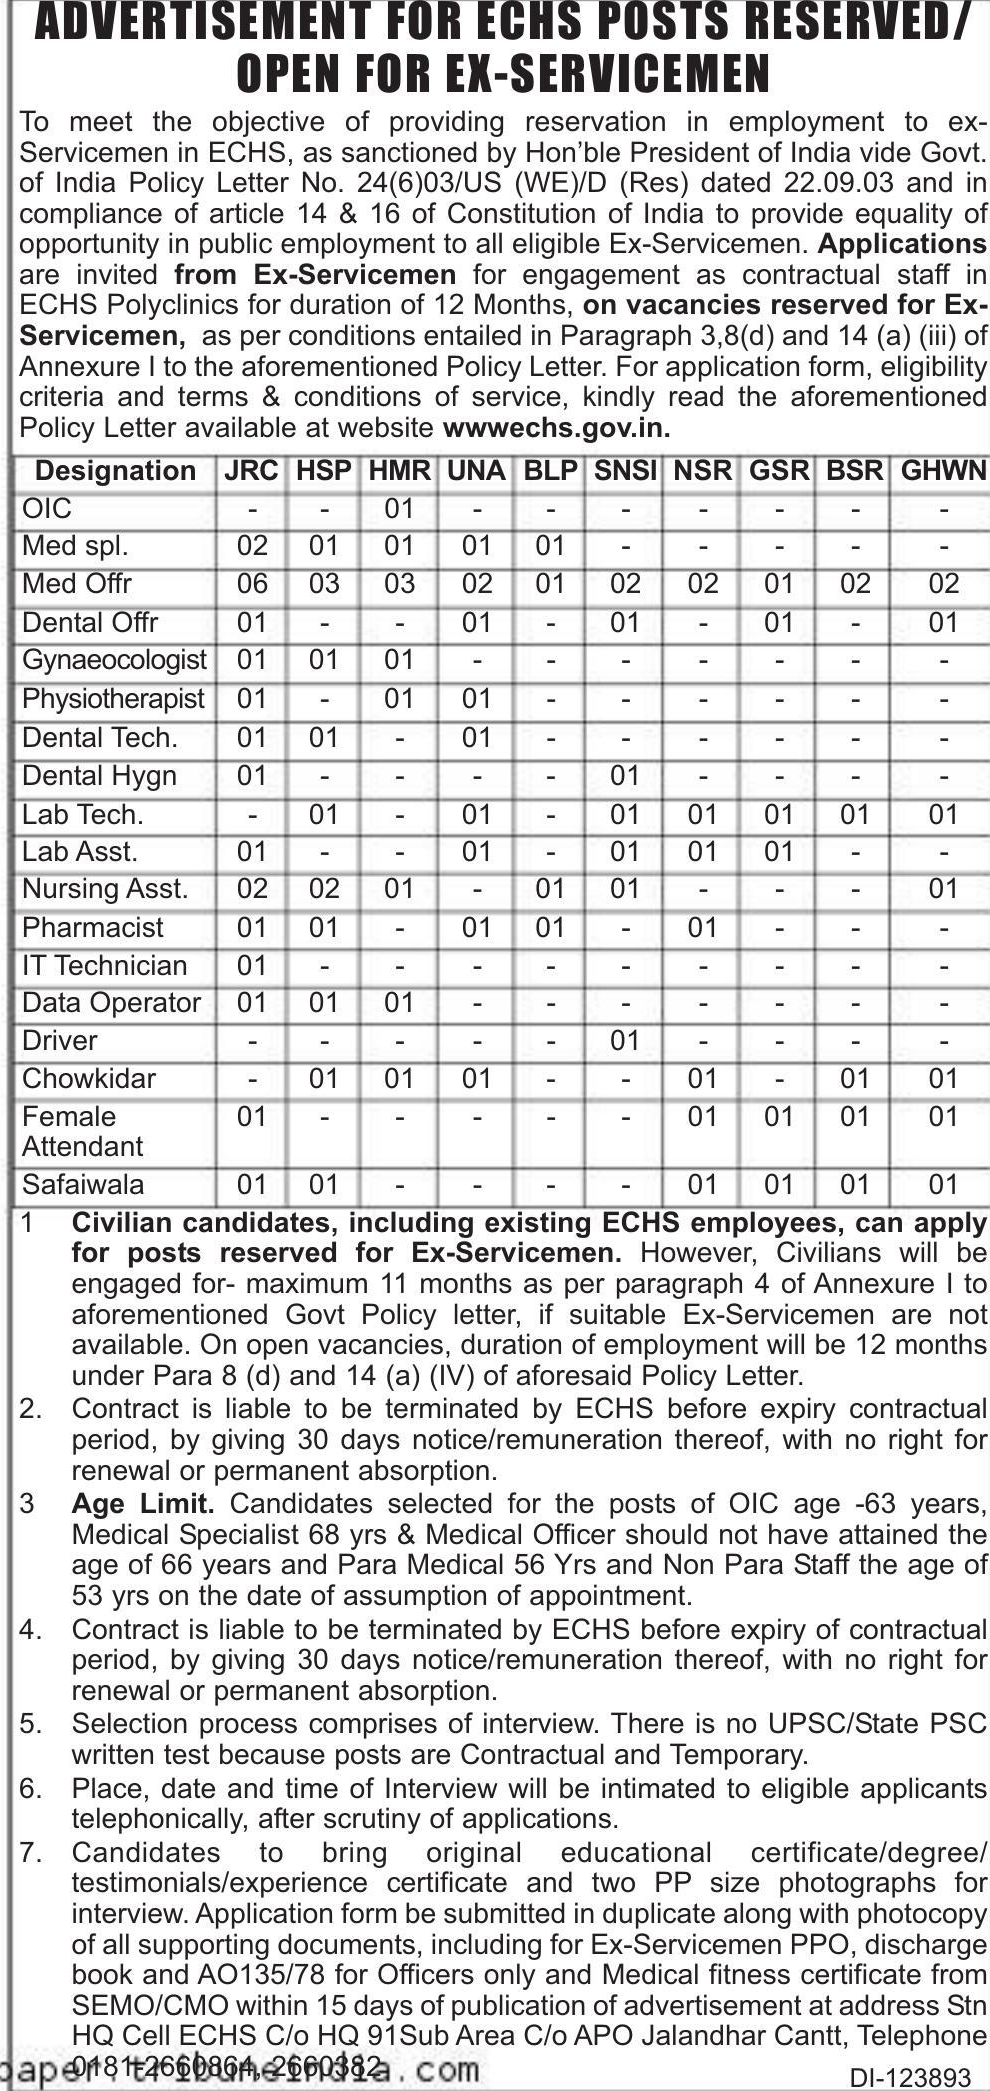 ADVERTISEMENT FOR ECHS POSTS RESERVED/
OPEN FOR EX-SERVICEMEN
To meet the objective of providing reservation in employment to ex-
Servicemen in ECHS, as sanctioned by Hon'ble President of India vide Govt.
of India Policy Letter No. 24(6)03/US (WE)/D (Res) dated 22.09.03 and in
compliance of article 14 & 16 of Constitution of India to provide equality of
opportunity in public employment to all eligible Ex-Servicemen. Applications
are invited from Ex-Servicemen for engagement as contractual staff in
ECHS Polyclinics for duration of 12 Months, on vacancies reserved for Ex-
Servicemen, as per conditions entailed in Paragraph 3,8(d) and 14 (a) (iii) of
Annexure I to the aforementioned Policy Letter. For application form, eligibility
criteria and terms & conditions of service, kindly read the aforementioned
Policy Letter available at website wwwechs.gov.in.
Designation JRC HSP HMR UNA BLP SNSI NSR GSR BSR GHWN
OIC - - 01 - - - - - - -
Med spl. 02 01 01 01 01 - - - - -
Med Offr 06 03 03 02 01 02 02 01 02 02
Dental Offr 01 - - 01 - 01 - 01 - 01
Gynaeocologist 01 01 01 - - - - - - -
Physiotherapist 01 - 01 01 - - - - - -
Dental Tech. 01 01 - 01 - - - - - -
Dental Hygn 01 - - - - 01 - - - -
Lab Tech. - 01 - 01 - 01 01 01 01 01
Lab Asst. 01 - - 01 - 01 01 01 - -
Nursing Asst. 02 02 01 - 01 01 - - - 01
Pharmacist 01 01 - 01 01 - 01 - - -
IT Technician 01 - - - - - - - - -
Data Operator 01 01 01 - - - - - - -
Driver - - - - - 01 - - - -
Chowkidar - 01 01 01 - - 01 - 01 01
Female 01 - - - - - 01 01 01 01
Attendant
Safaiwala 01 01 - - - - 01 01 01 01
1 Civilian candidates, including existing ECHS employees, can apply
for posts reserved for Ex-Servicemen. However, Civilians will be
engaged for- maximum 11 months as per paragraph 4 of Annexure I to
aforementioned Govt Policy letter, if suitable Ex-Servicemen are not
available. On open vacancies, duration of employment will be 12 months
under Para 8 (d) and 14 (a) (IV) of aforesaid Policy Letter.
2. Contract is liable to be terminated by ECHS before expiry contractual
period, by giving 30 days notice/remuneration thereof, with no right for
renewal or permanent absorption.
3 Age Limit. Candidates selected for the posts of OIC age -63 years,
Medical Specialist 68 yrs & Medical Officer should not have attained the
age of 66 years and Para Medical 56 Yrs and Non Para Staff the age of
53 yrs on the date of assumption of appointment.
4. Contract is liable to be terminated by ECHS before expiry of contractual
period, by giving 30 days notice/remuneration thereof, with no right for
renewal or permanent absorption.
5. Selection process comprises of interview. There is no UPSC/State PSC
written test because posts are Contractual and Temporary.
6. Place, date and time of Interview will be intimated to eligible applicants
telephonically, after scrutiny of applications.
7. Candidates to bring original educational certificate/degree/
testimonials/experience certificate and two PP size photographs for
interview. Application form be submitted in duplicate along with photocopy
of all supporting documents, including for Ex-Servicemen PPO, discharge
book and AO135/78 for Officers only and Medical fitness certificate from
SEMO/CMO within 15 days of publication of advertisement at address Stn
HQ Cell ECHS C/o HQ 91Sub Area C/o APO Jalandhar Cantt, Telephone
0181-2660864, 2660382
paper.tribuneindia.com
DI-123893